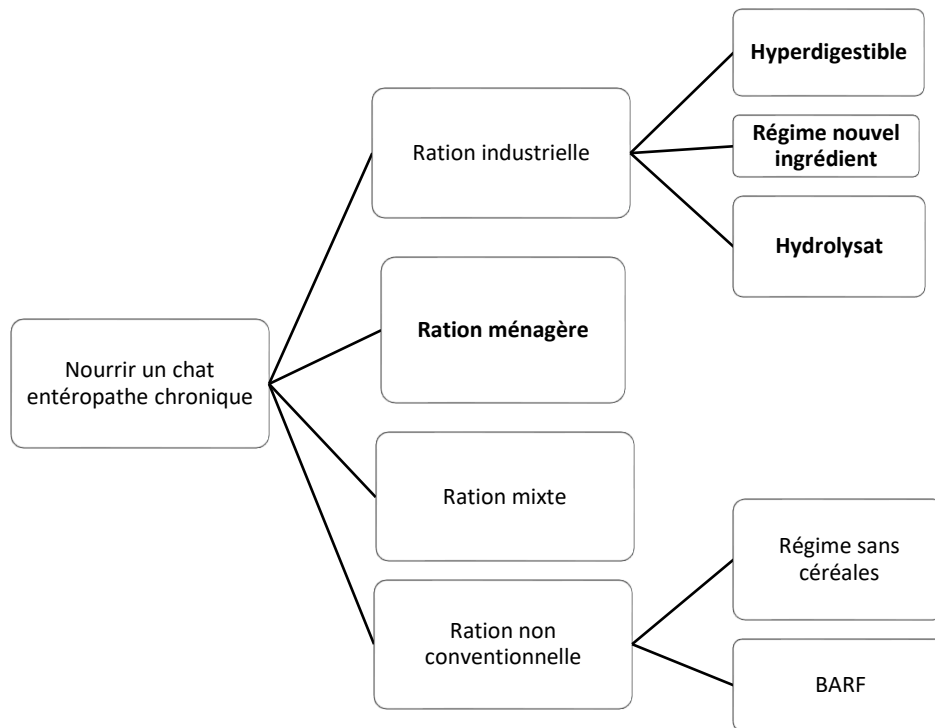 Nourrir un chat
entéropathe chronique
Ration industrielle
Hyperdigestible
Régime nouvel
ingrédient
Hydrolysat
Ration ménagère
Ration mixte
Ration non
conventionnelle
Régime sans
céréales
BARF